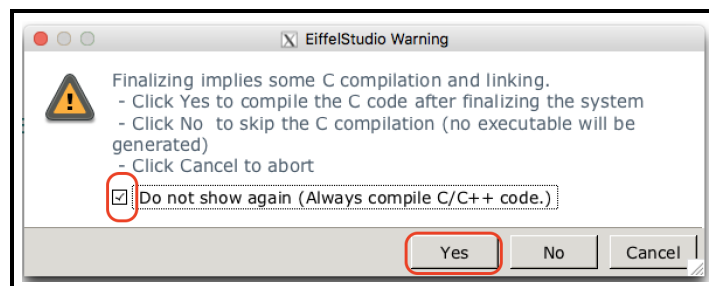 EiffelStudio Warning
Finalizing implies some C compilation and linking.
- Click Yes to compile the C code after finalizing the system
- Click No  to skip the C compilation (no executable will be
generated)
- Click Cancel to abort
Do not show again (Always compile C/C++ code.)
Yes No Cancel